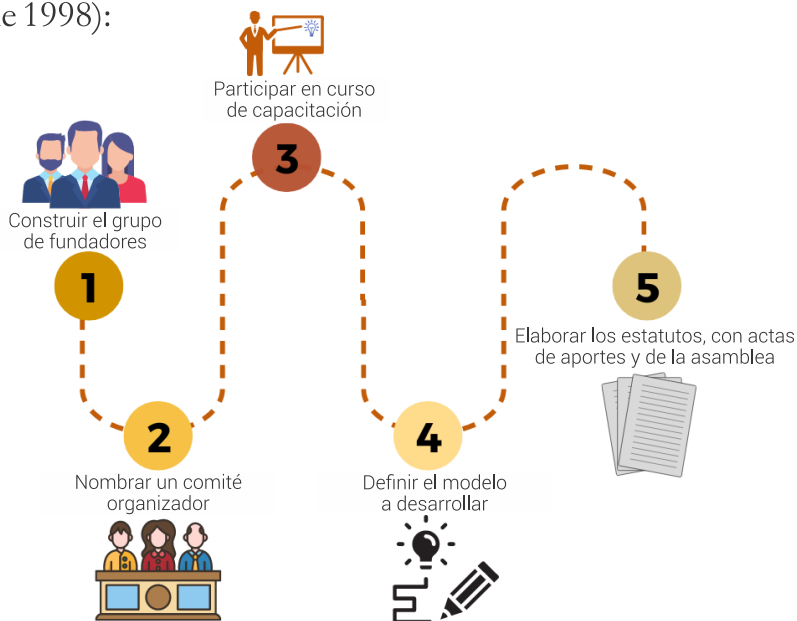 e 1998):
Participar en curso
de capacitación
3
Construir el grupo
de fundadores
1
5
Elaborar los estatutos, con actas
de aportes y de la asamblea
2
Nombrar un comité
organizador
4
Definir el modelo
a desarrollar